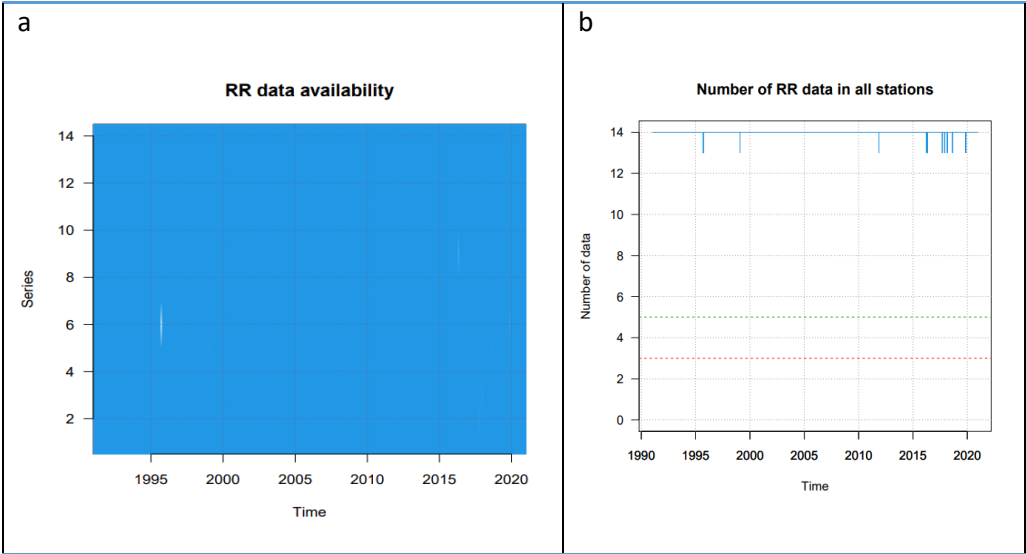 a
RR data availability
Series
14
12
10
8
6
4
2
1995 2000 2005 2010 2015 2020
Time
b
Number of RR data in all stations
Number of data
14
12
10
8
6
4
2
0
1990 1995 2000 2005 2010 2015 2020
Time